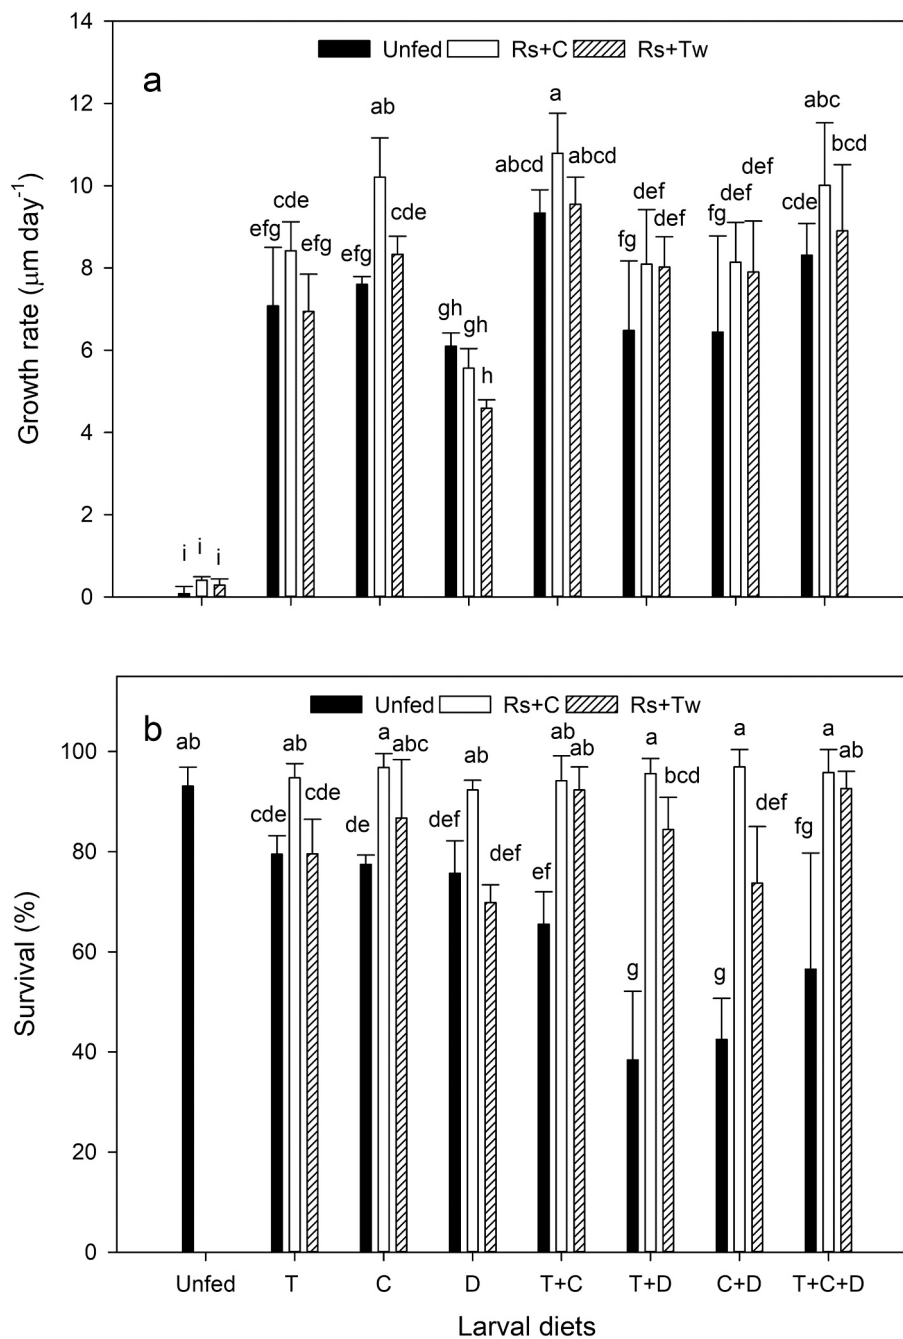 14
Unfed Rs+C Rs+Tw
a
12
a
ab abc
Growth rate (µm day⁻¹)
10
abcd abcd bcd
cde cde def def def cde
8
efg efg efg fg fg
6
gh gh
h
4
2
i i i
0
Unfed Rs+C Rs+Tw
b
100
ab ab a abc ab ab ab a bcd a a ab
80
cde cde de def def ef def fg
Survival (%)
60
40
g g
20
0
Unfed T C D T+C T+D C+D T+C+D
Larval diets